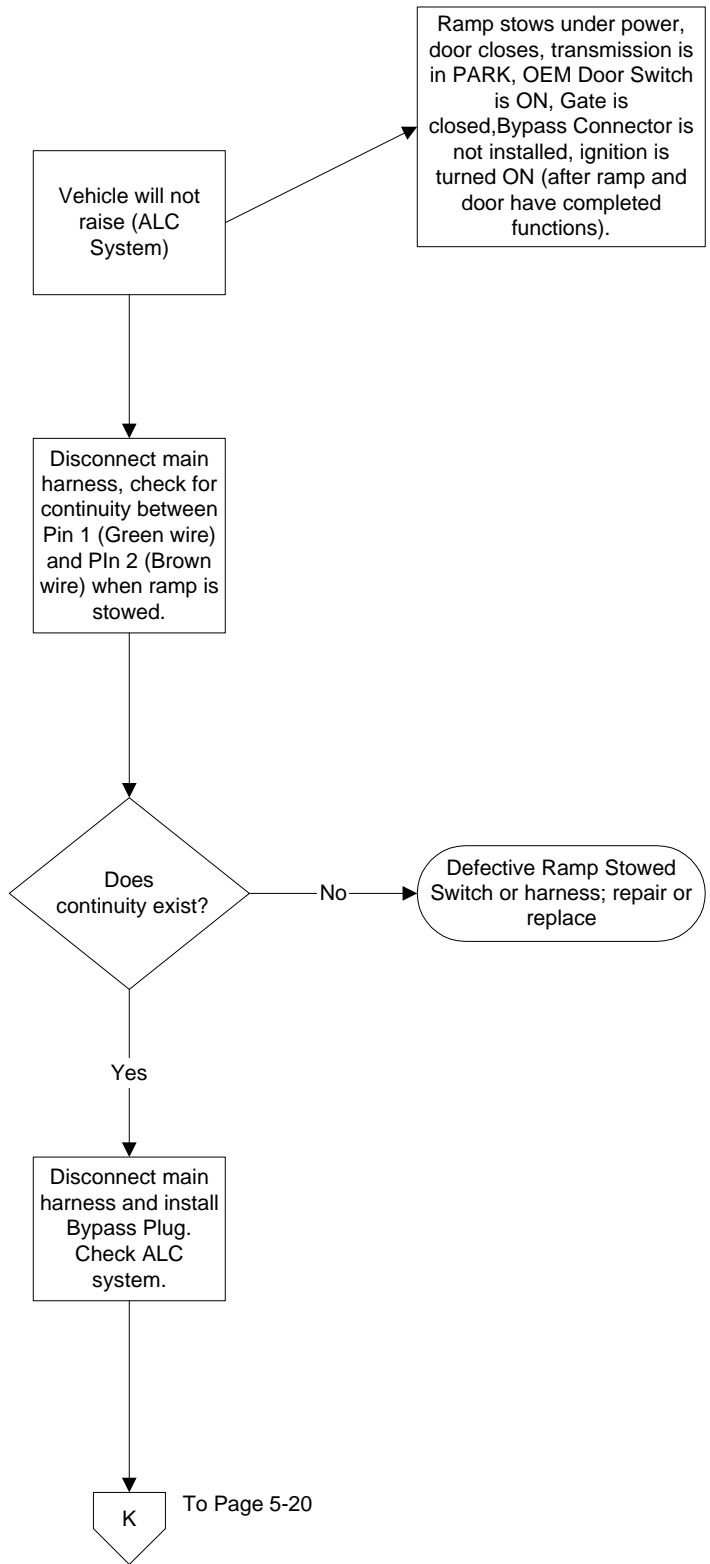 Ramp stows under power,
door closes, transmission is
in PARK, OEM Door Switch
is ON, Gate is
closed,Bypass Connector is
not installed, ignition is
turned ON (after ramp and
door have completed
functions).
Vehicle will not
raise (ALC
System)
Disconnect main
harness, check for
continuity between
Pin 1 (Green wire)
and PIn 2 (Brown
wire) when ramp is
stowed.
Does
continuity exist?
No
Defective Ramp Stowed
Switch or harness; repair or
replace
Yes
Disconnect main
harness and install
Bypass Plug.
Check ALC
system.
K
To Page 5-20